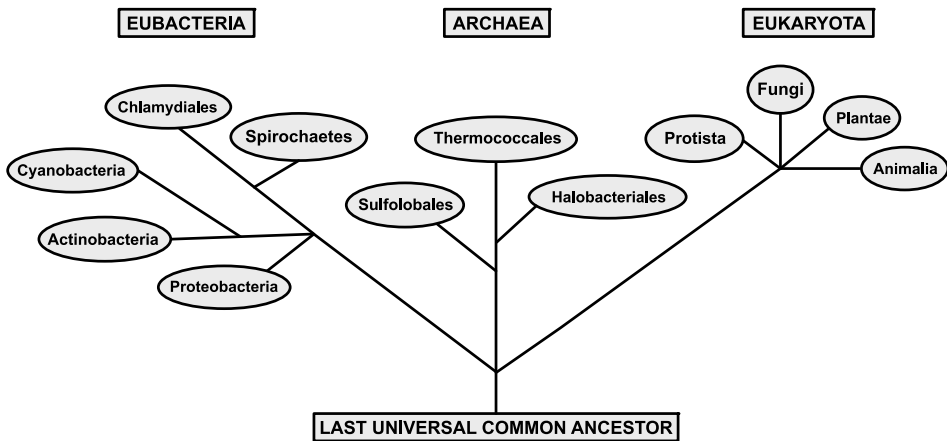 EUBACTERIA
ARCHAEA
EUKARYOTA
Chlamydiales
Spirochaetes
Cyanobacteria
Actinobacteria
Proteobacteria
Thermococcales
Sulfolobales
Halobacteriales
Fungi
Protista
Plantae
Animalia
LAST UNIVERSAL COMMON ANCESTOR